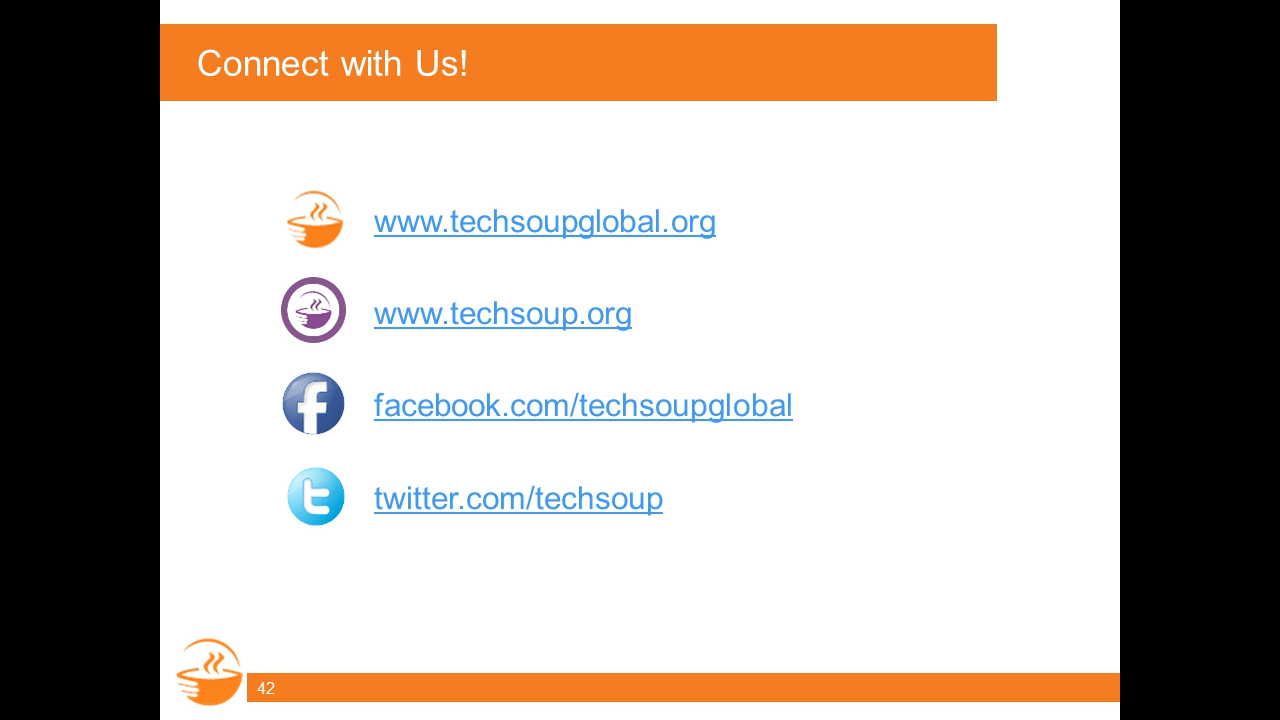 Connect with Us!
www.techsoupglobal.org
www.techsoup.org
facebook.com/techsoupglobal
twitter.com/techsoup
42